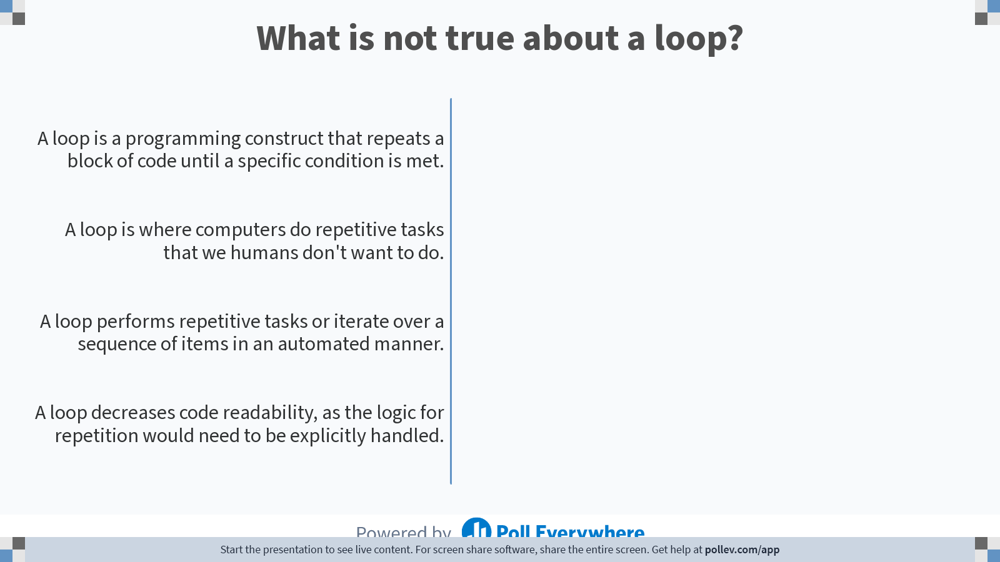 What is not true about a loop?
A loop is a programming construct that repeats a
block of code until a specific condition is met.
A loop is where computers do repetitive tasks
that we humans don't want to do.
A loop performs repetitive tasks or iterate over a
sequence of items in an automated manner.
A loop decreases code readability, as the logic for
repetition would need to be explicitly handled.
Powered by Poll Everywhere
Start the presentation to see live content. For screen share software, share the entire screen. Get help at pollev.com/app